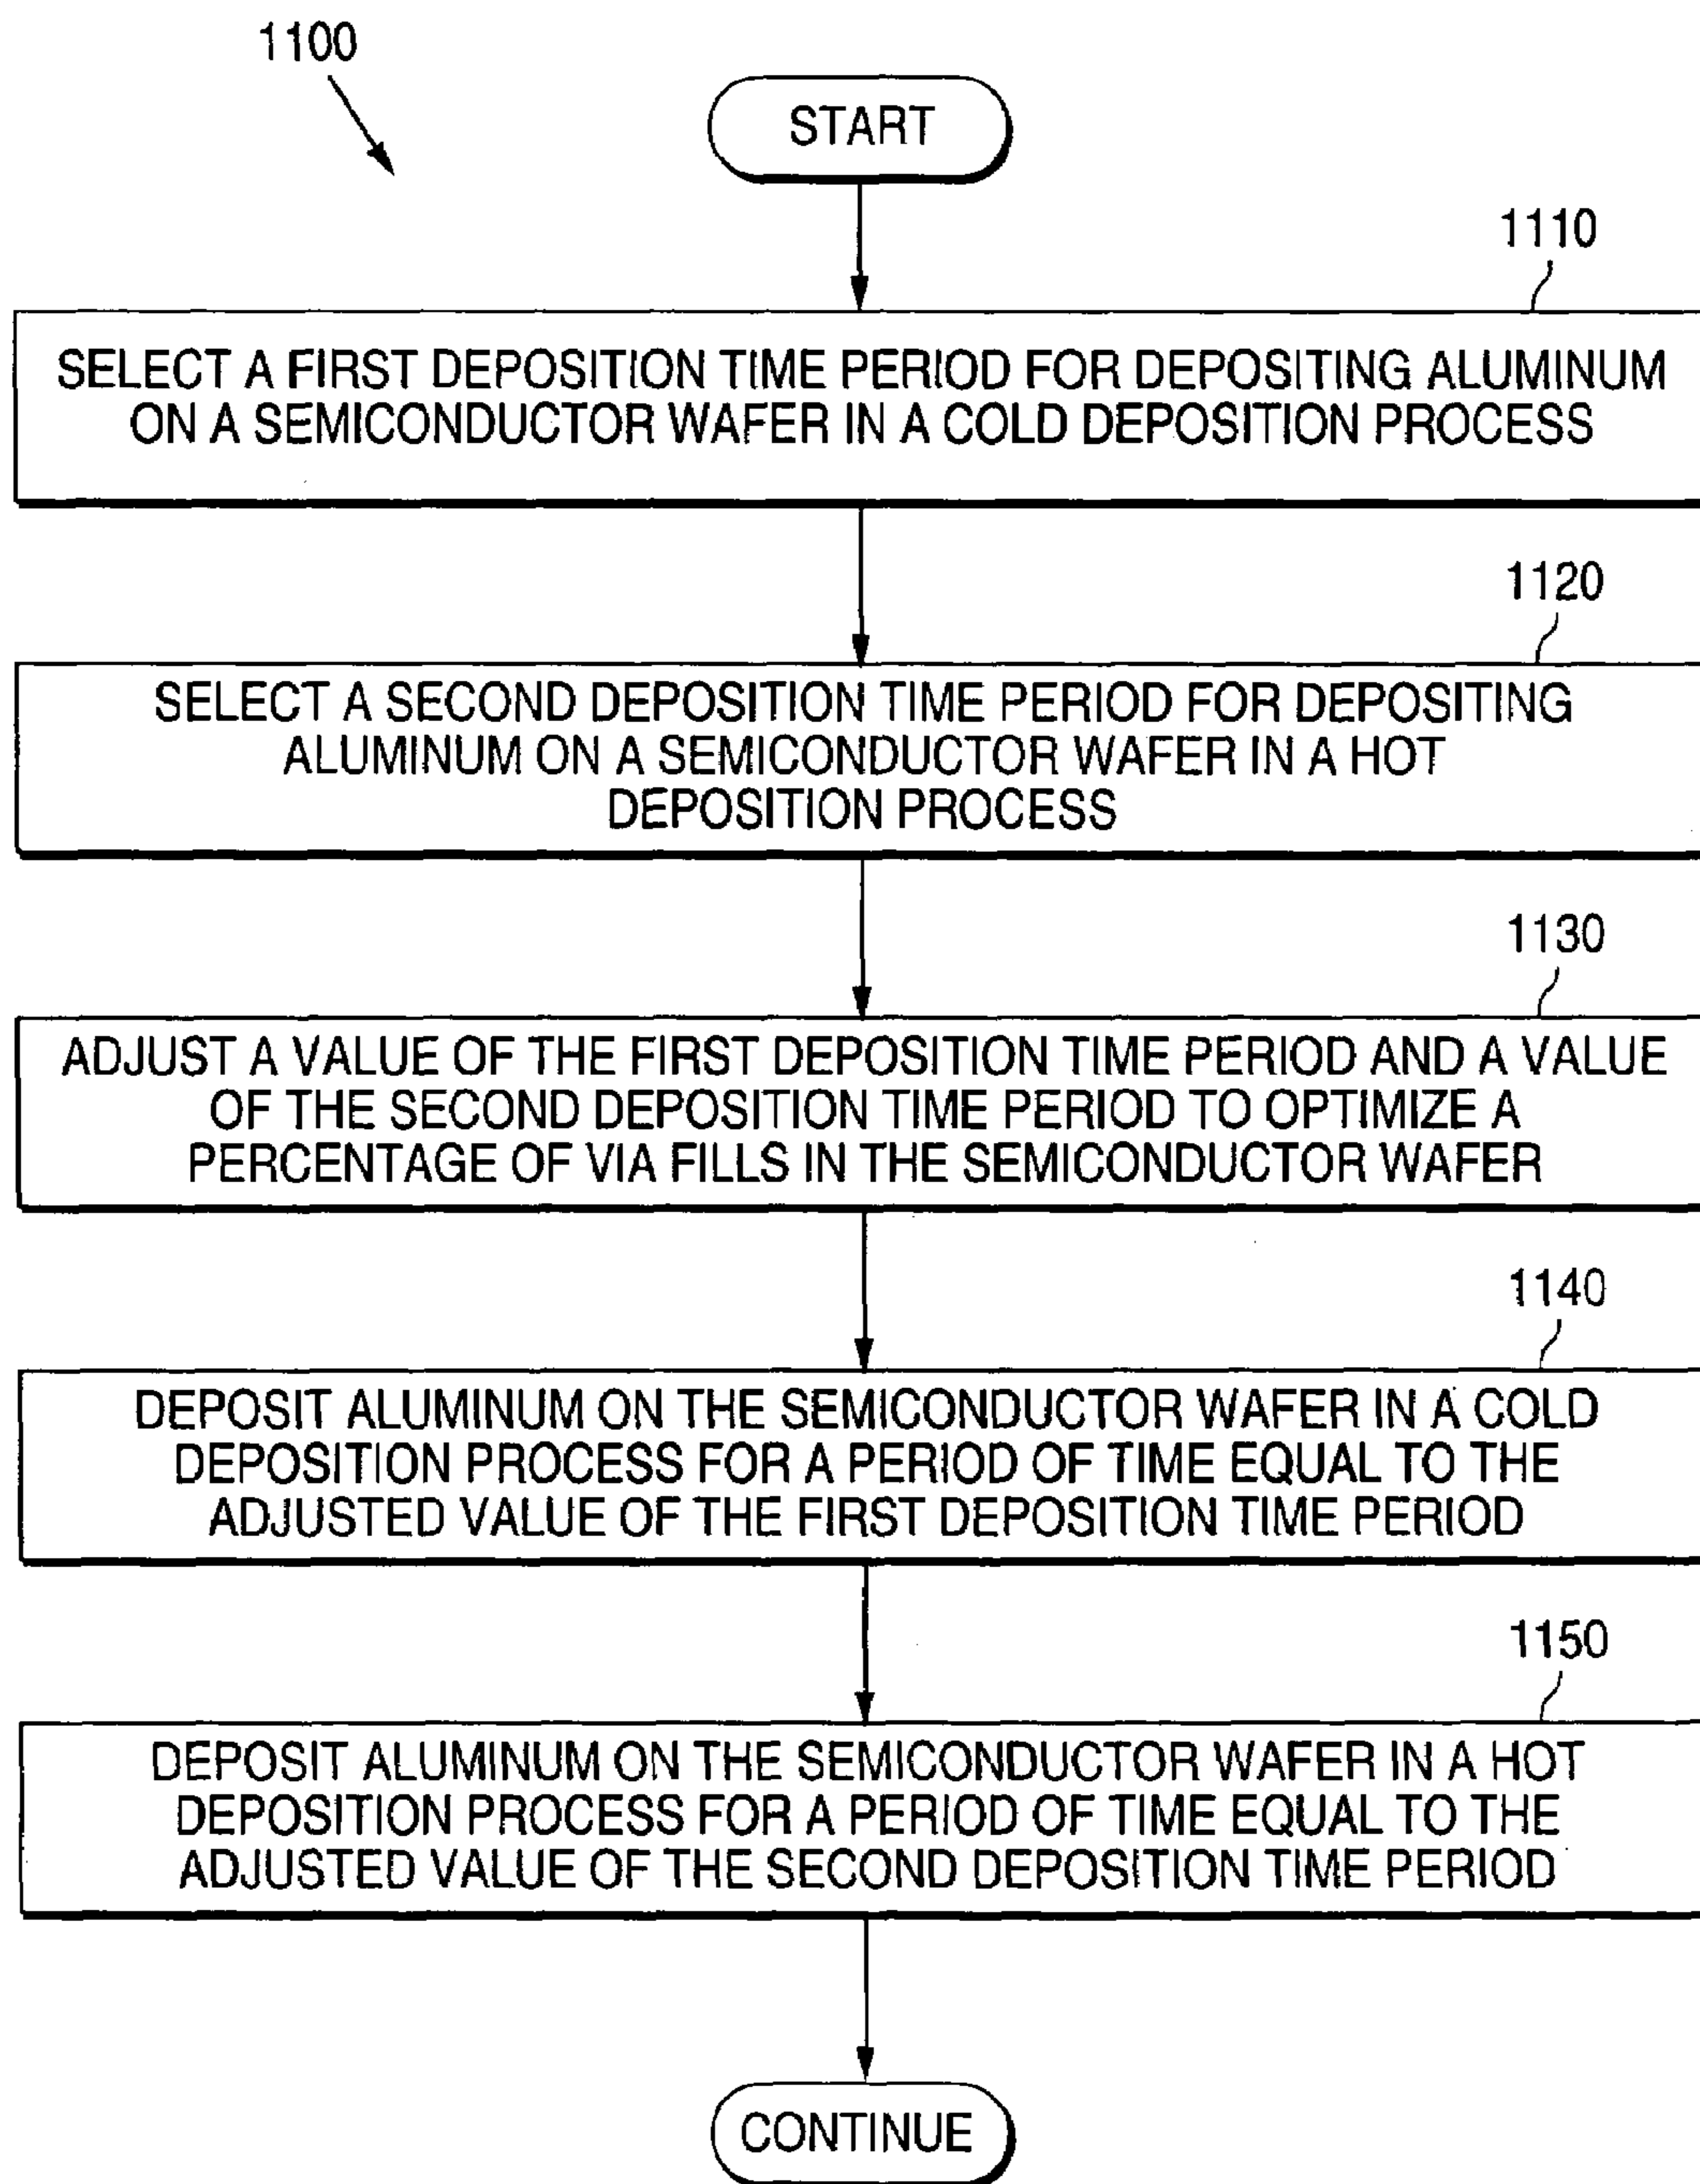 1100
START
1110
SELECT A FIRST DEPOSITION TIME PERIOD FOR DEPOSITING ALUMINUM
ON A SEMICONDUCTOR WAFER IN A COLD DEPOSITION PROCESS
1120
SELECT A SECOND DEPOSITION TIME PERIOD FOR DEPOSITING
ALUMINUM ON A SEMICONDUCTOR WAFER IN A HOT
DEPOSITION PROCESS
1130
ADJUST A VALUE OF THE FIRST DEPOSITION TIME PERIOD AND A VALUE
OF THE SECOND DEPOSITION TIME PERIOD TO OPTIMIZE A
PERCENTAGE OF VIA FILLS IN THE SEMICONDUCTOR WAFER
1140
DEPOSIT ALUMINUM ON THE SEMICONDUCTOR WAFER IN A COLD
DEPOSITION PROCESS FOR A PERIOD OF TIME EQUAL TO THE
ADJUSTED VALUE OF THE FIRST DEPOSITION TIME PERIOD
1150
DEPOSIT ALUMINUM ON THE SEMICONDUCTOR WAFER IN A HOT
DEPOSITION PROCESS FOR A PERIOD OF TIME EQUAL TO THE
ADJUSTED VALUE OF THE SECOND DEPOSITION TIME PERIOD
CONTINUE